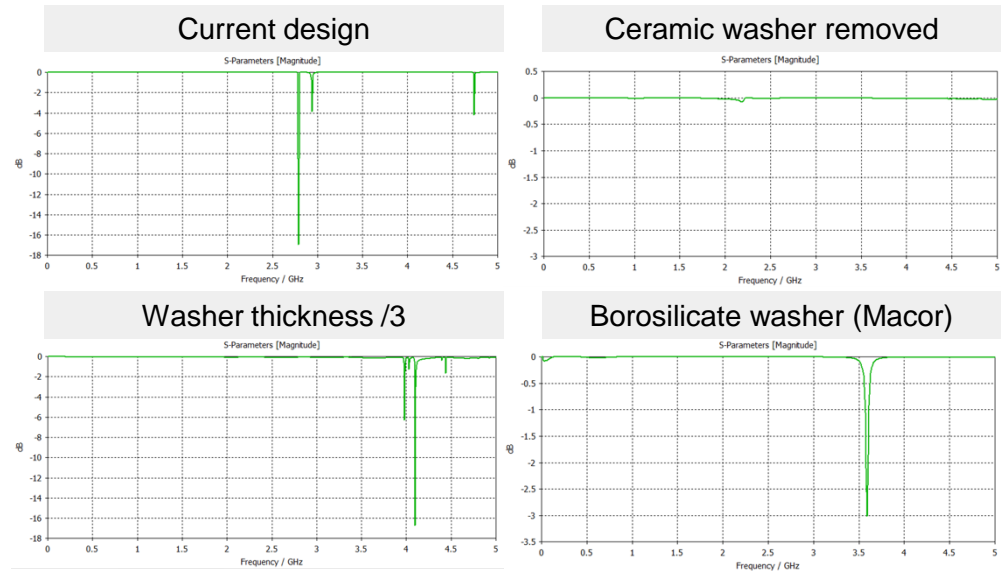 Current design
S-Parameters [Magnitude]
0
-2
-4
-6
-8
-10
-12
-14
-16
-18
dB
0 0.5 1 1.5 2 2.5 3 3.5 4 4.5 5
Frequency / GHz
Ceramic washer removed
S-Parameters [Magnitude]
0.5
0
-0.5
-1
-1.5
-2
-2.5
-3
dB
0 0.5 1 1.5 2 2.5 3 3.5 4 4.5 5
Frequency / GHz
Washer thickness /3
S-Parameters [Magnitude]
0
-2
-4
-6
-8
-10
-12
-14
-16
-18
dB
0 0.5 1 1.5 2 2.5 3 3.5 4 4.5 5
Frequency / GHz
Borosilicate washer (Macor)
S-Parameters [Magnitude]
0
-0.5
-1
-1.5
-2
-2.5
-3
-3.5
dB
0 0.5 1 1.5 2 2.5 3 3.5 4 4.5 5
Frequency / GHz